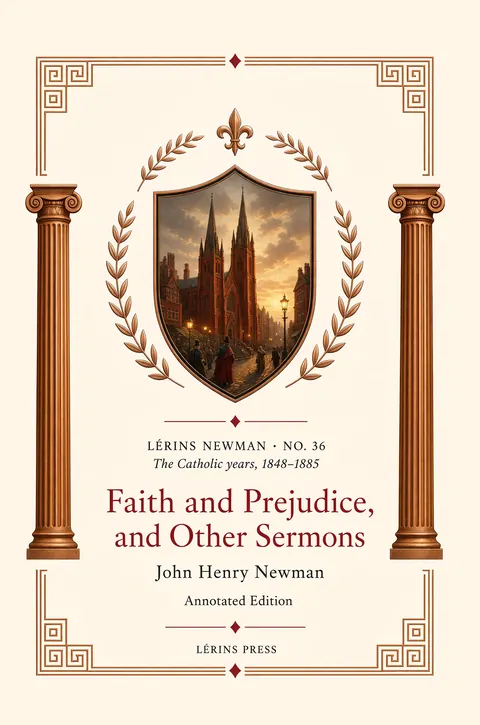 LÉRINS NEWMAN · NO. 36
The Catholic years, 1848–1885
Faith and Prejudice,
and Other Sermons
John Henry Newman
Annotated Edition
LÉRINS PRESS